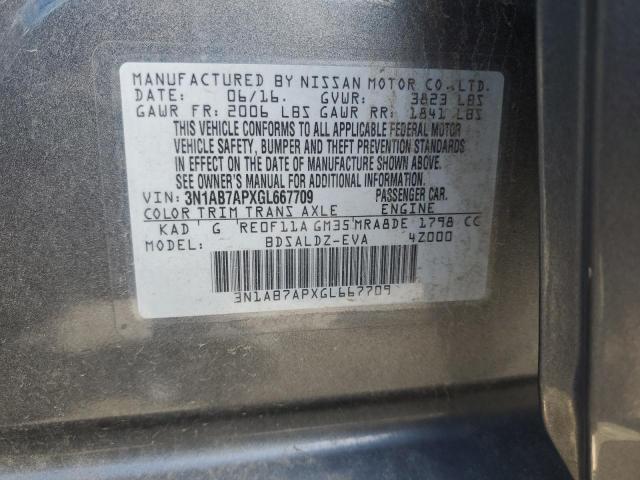 MANUFACTURED BY NISSAN MOTOR CO., LTD.
DATE: 06/16. GVWR: 3823 LBS
GAWR FR: 2006 LBS GAWR RR: 1841 LBS
THIS VEHICLE CONFORMS TO ALL APPLICABLE FEDERAL MOTOR
VEHICLE SAFETY, BUMPER AND THEFT PREVENTION STANDARDS
IN EFFECT ON THE DATE OF MANUFACTURE SHOWN ABOVE.
SEE OWNER'S MANUAL FOR ADDITIONAL INFORMATION.
VIN: 3N1AB7APXGL667709 PASSENGER CAR.
COLOR TRIM TRANS AXLE ENGINE
KAD G RE0F11A GM35 MRA8DE 1798 CC
MODEL: BDSALDZ-EVA 4Z000
3N1AB7APXGL667709